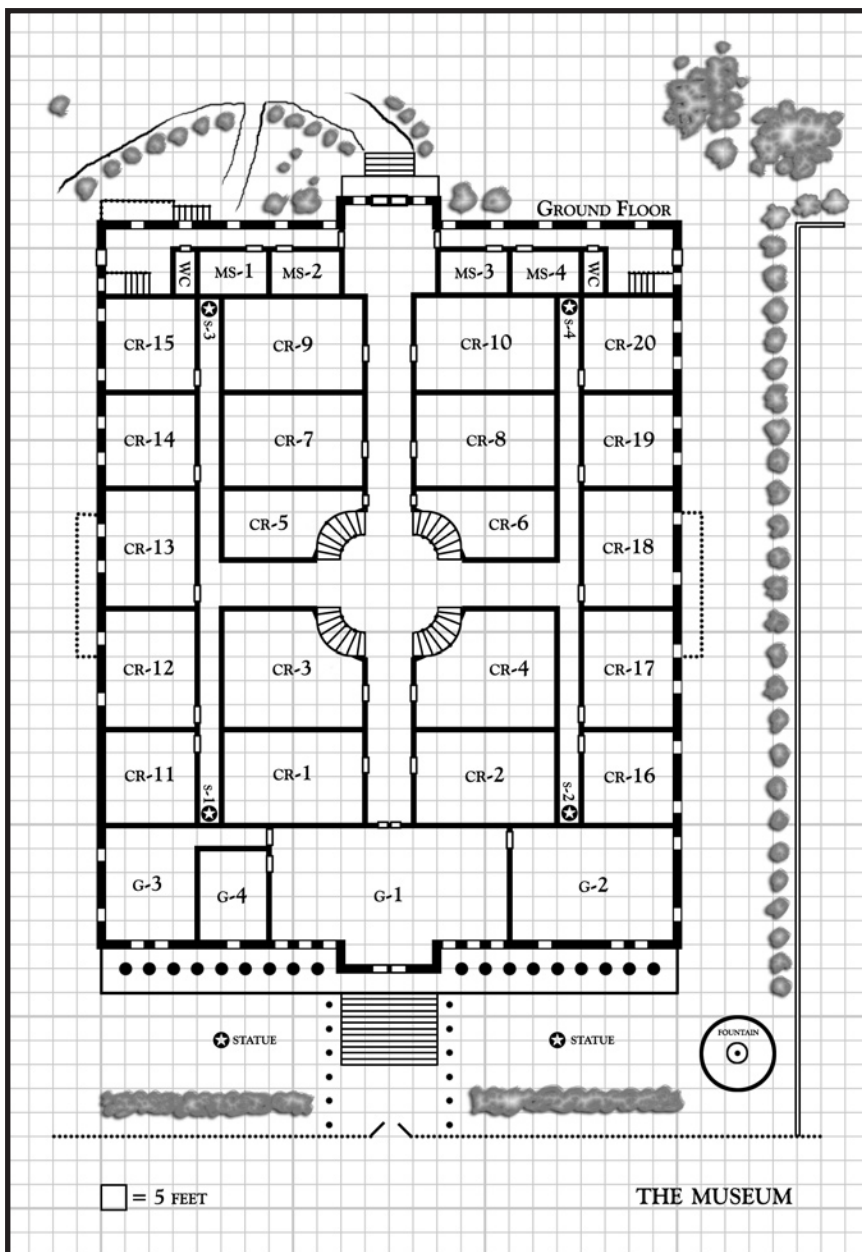 GROUND FLOOR
WC
MS-1
MS-2
MS-3
MS-4
WC
CR-15
S-3
CR-9
CR-10
S-4
CR-20
CR-14
CR-7
CR-8
CR-19
CR-13
CR-5
CR-6
CR-18
CR-12
CR-3
CR-4
CR-17
CR-11
S-1
CR-1
CR-2
S-2
CR-16
G-3
G-4
G-1
G-2
STATUE
STATUE
FOUNTAIN
= 5 FEET
THE MUSEUM